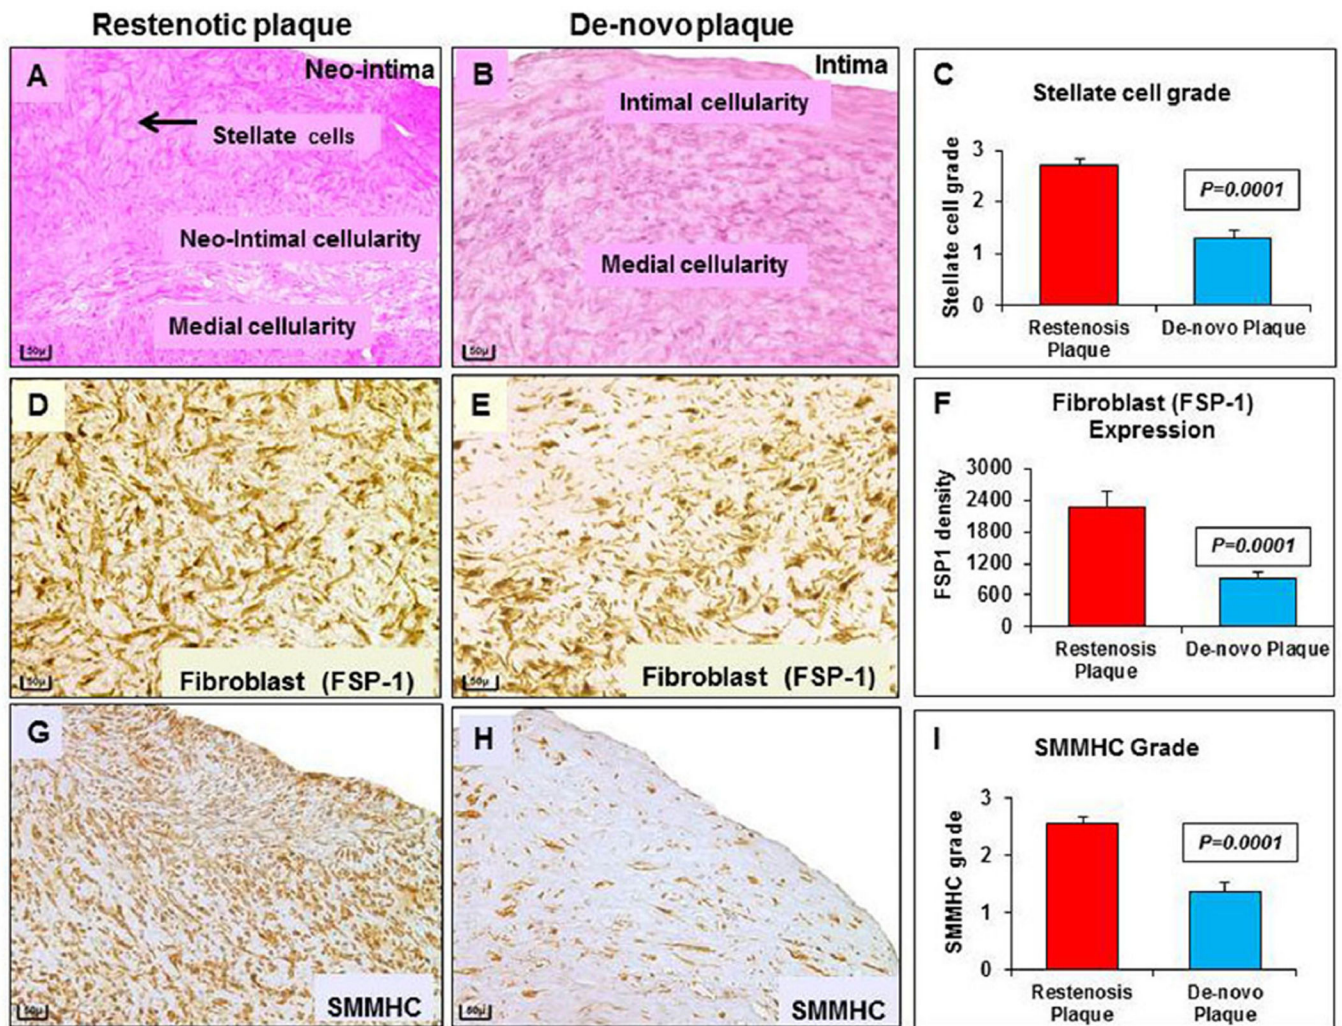 Restenotic plaque
De-novo plaque
A
Neo-intima
Stellate cells
Neo-Intimal cellularity
Medial cellularity
50µ
B
Intima
Intimal cellularity
Medial cellularity
50µ
C
Stellate cell grade
Stellate cell grade
3
2
1
0
P=0.0001
Restenosis
Plaque
De-novo Plaque
D
Fibroblast (FSP-1)
50µ
E
Fibroblast (FSP-1)
50µ
F
Fibroblast (FSP-1)
Expression
FSP1 density
3000
2400
1800
1200
600
0
P=0.0001
Restenosis
Plaque
De-novo Plaque
G
SMMHC
50µ
H
SMMHC
50µ
I
SMMHC Grade
SMMHC grade
3
2
1
0
P=0.0001
Restenosis
Plaque
De-novo
Plaque